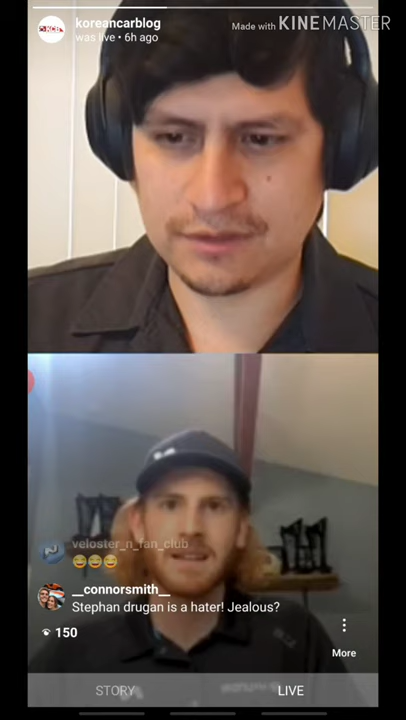 koreancarblog
was live • 6h ago
Made with KINEMASTER
KCB
veloster_n_fan_club
😂😂😂
__connorsmith__
Stephan drugan is a hater! Jealous?
150
More
STORY
LIVE